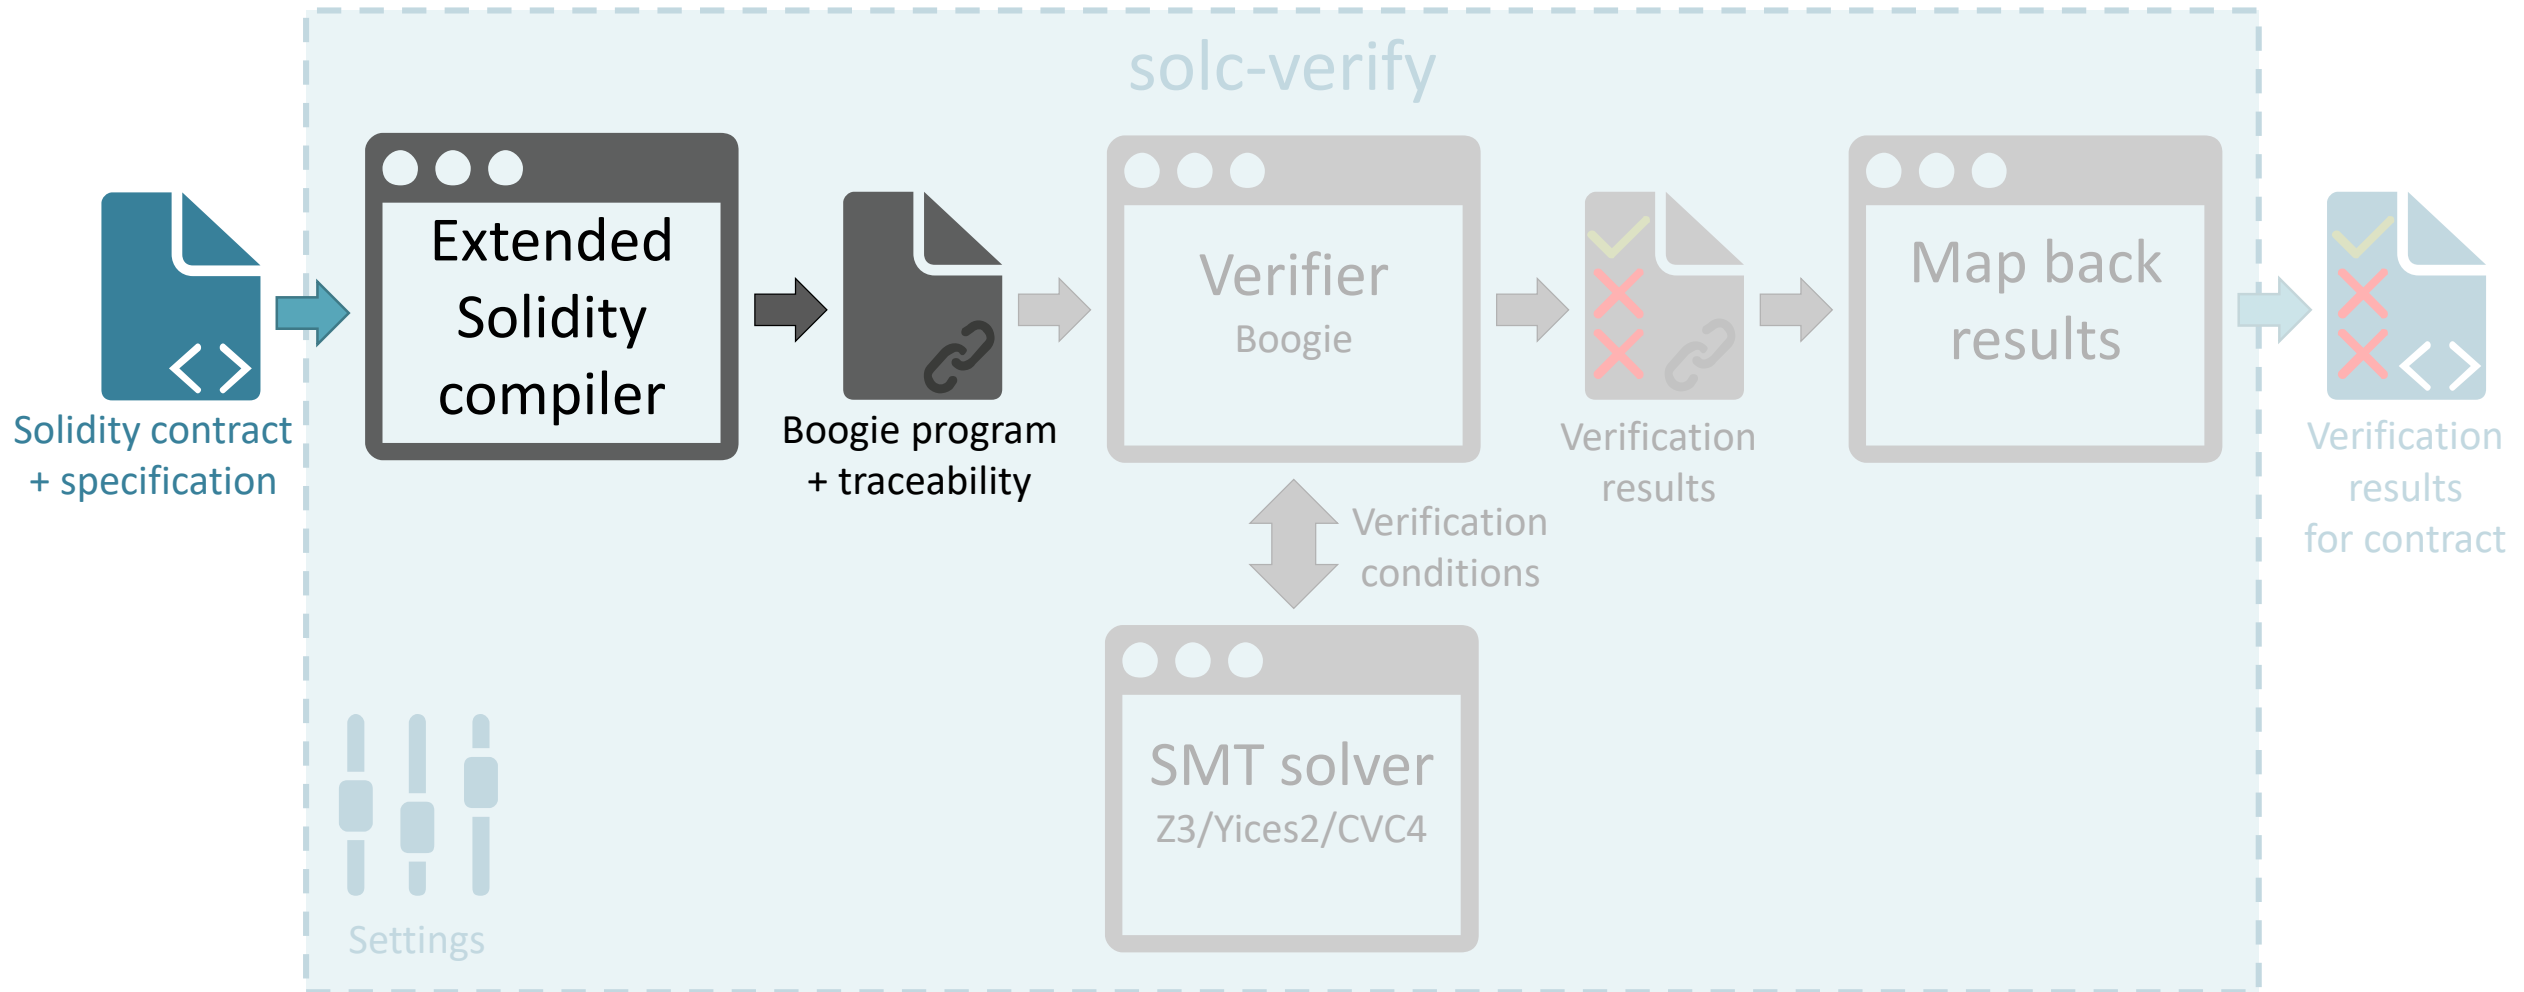 solc-verify
Solidity contract
+ specification
Extended
Solidity
compiler
Boogie program
+ traceability
Verifier
Boogie
Verification
conditions
SMT solver
Z3/Yices2/CVC4
Verification
results
Map back
results
Verification
results
for contract
Settings